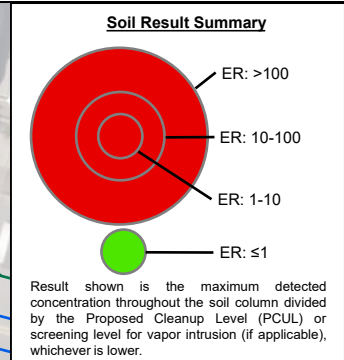 Soil Result Summary
ER: >100
ER: 10-100
ER: 1-10
ER: ≤1
Result shown is the maximum detected
concentration throughout the soil column divided
by the Proposed Cleanup Level (PCUL) or
screening level for vapor intrusion (if applicable),
whichever is lower.